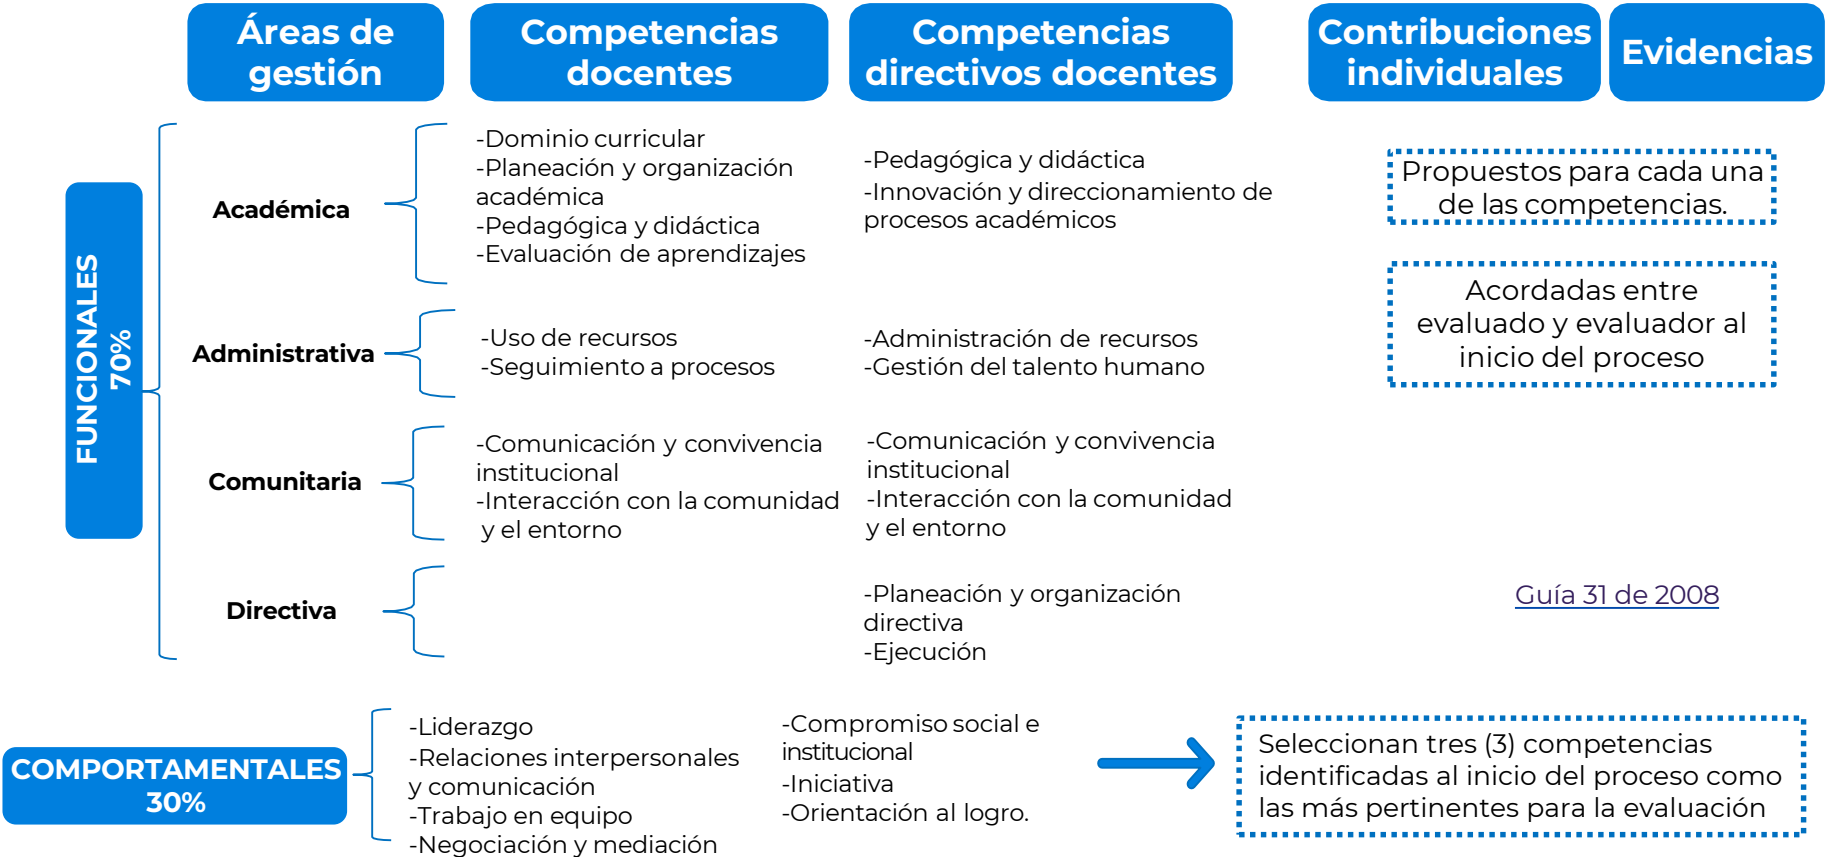 Áreas de
gestión
Competencias
docentes
Competencias
directivos docentes
Contribuciones
individuales
Evidencias
FUNCIONALES
70%
Académica
-Dominio curricular
-Planeación y organización
académica
-Pedagógica y didáctica
-Evaluación de aprendizajes
-Pedagógica y didáctica
-Innovación y direccionamiento de
procesos académicos
Propuestos para cada una
de las competencias.
Acordadas entre
evaluado y evaluador al
inicio del proceso
Administrativa
-Uso de recursos
-Seguimiento a procesos
-Administración de recursos
-Gestión del talento humano
Comunitaria
-Comunicación y convivencia
institucional
-Interacción con la comunidad
y el entorno
-Comunicación y convivencia
institucional
-Interacción con la comunidad
y el entorno
Directiva
-Planeación y organización
directiva
-Ejecución
Guía 31 de 2008
COMPORTAMENTALES
30%
-Liderazgo
-Relaciones interpersonales
y comunicación
-Trabajo en equipo
-Negociación y mediación
-Compromiso social e
institucional
-Iniciativa
-Orientación al logro.
Seleccionan tres (3) competencias
identificadas al inicio del proceso como
las más pertinentes para la evaluación